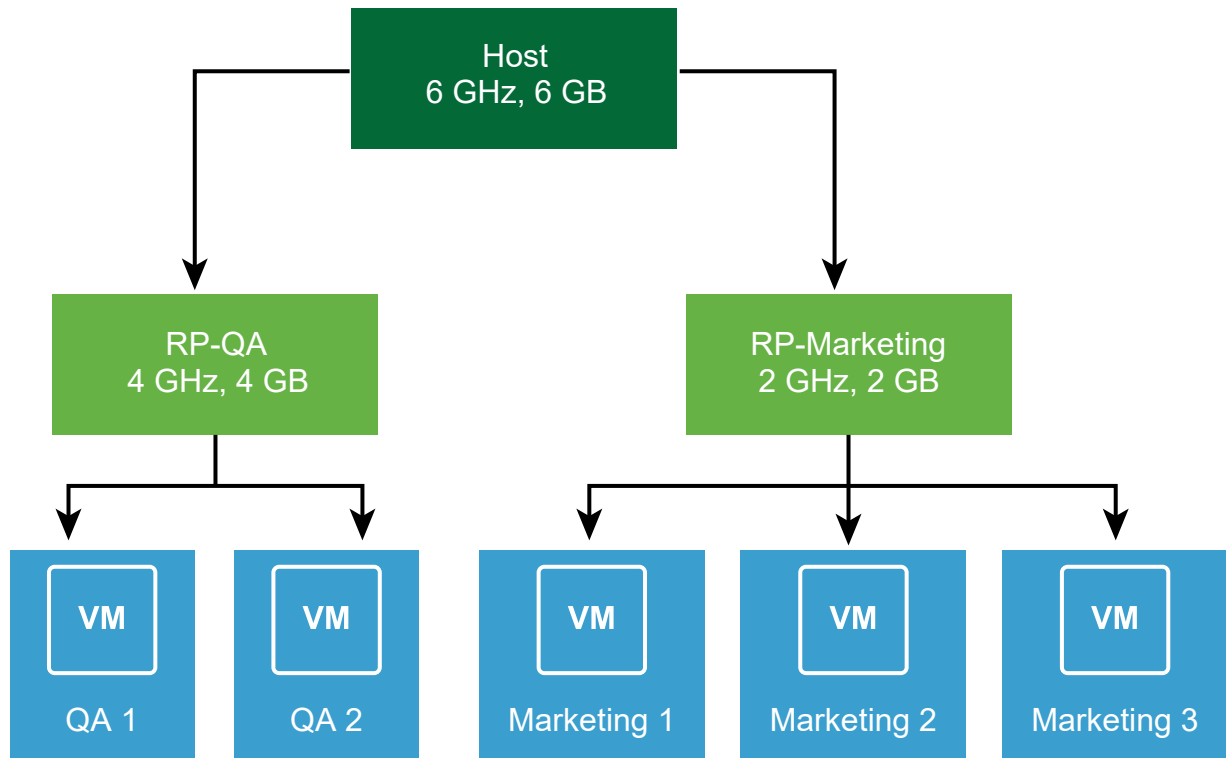 Host
6 GHz, 6 GB
RP-QA
4 GHz, 4 GB
RP-Marketing
2 GHz, 2 GB
VM
QA 1
VM
QA 2
VM
Marketing 1
VM
Marketing 2
VM
Marketing 3